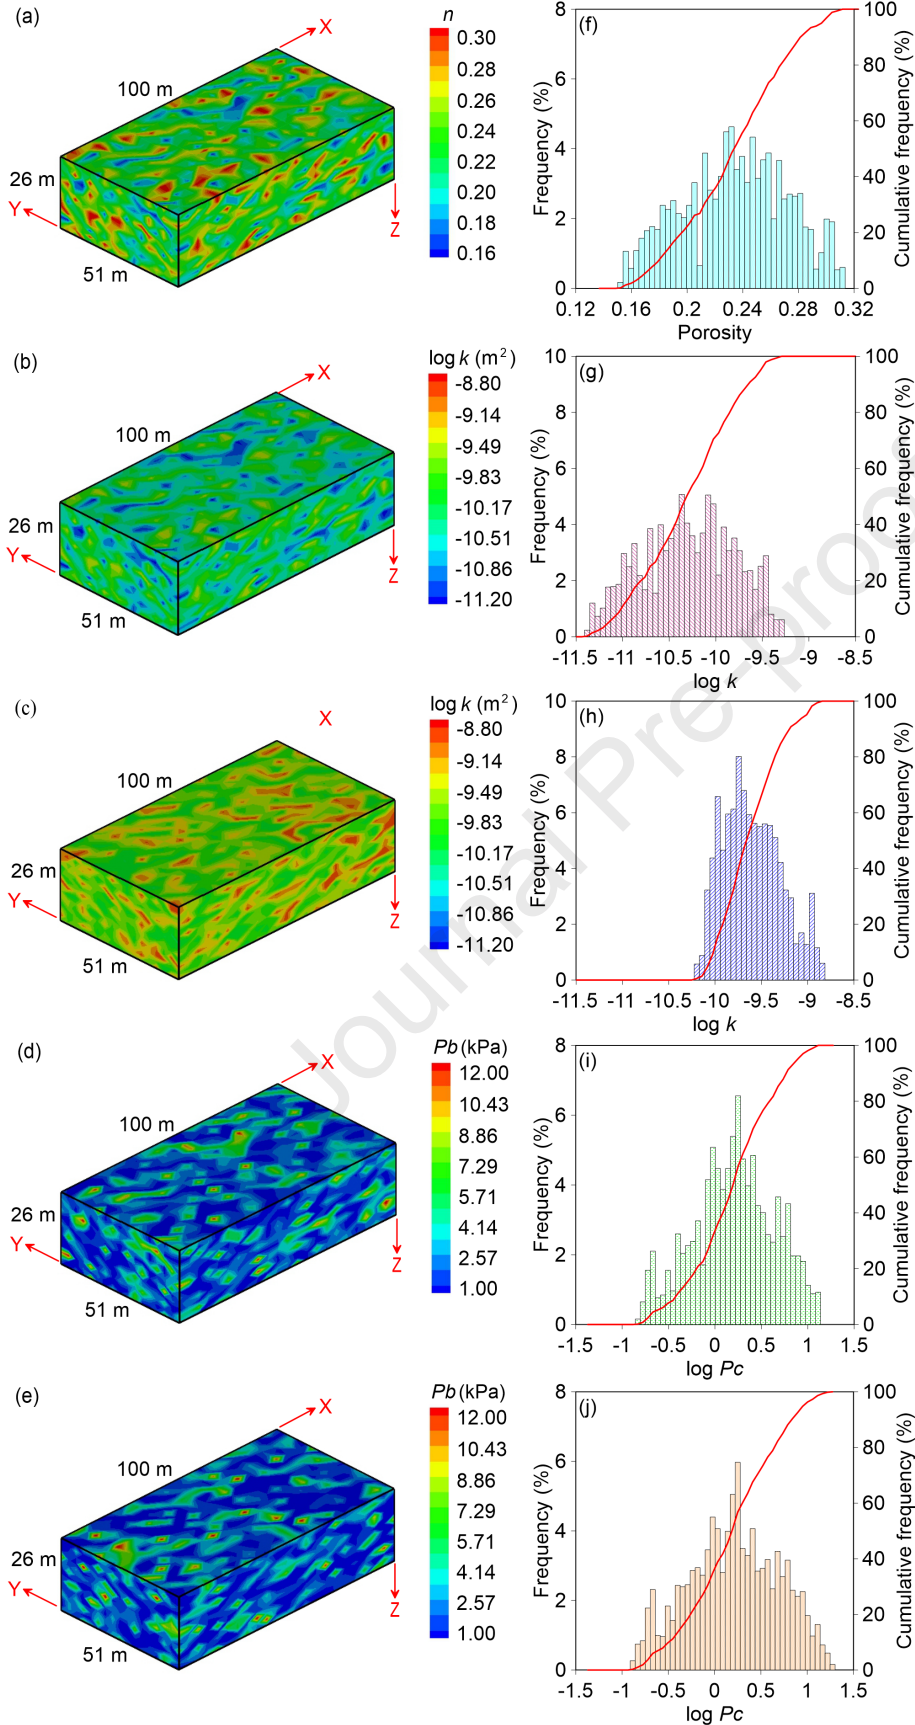 (a)
n
X
100 m
26 m
Y
51 m
Z
0.30
0.28
0.26
0.24
0.22
0.20
0.18
0.16
(f)
Frequency (%)
8
6
4
2
0
0.12 0.16 0.2 0.24 0.28 0.32
Porosity
100
80
60
40
20
0
Cumulative frequency (%)
(b)
log k (m²)
X
100 m
26 m
Y
51 m
Z
-8.80
-9.14
-9.49
-9.83
-10.17
-10.51
-10.86
-11.20
(g)
Frequency (%)
10
8
6
4
2
0
-11.5 -11 -10.5 -10 -9.5 -9 -8.5
log k
100
80
60
40
20
0
Cumulative frequency (%)
(c)
log k (m²)
X
100 m
26 m
Y
51 m
Z
-8.80
-9.14
-9.49
-9.83
-10.17
-10.51
-10.86
-11.20
(h)
Frequency (%)
10
8
6
4
2
0
-11.5 -11 -10.5 -10 -9.5 -9 -8.5
log k
100
80
60
40
20
0
Cumulative frequency (%)
(d)
Pb (kPa)
X
100 m
26 m
Y
51 m
Z
12.00
10.43
8.86
7.29
5.71
4.14
2.57
1.00
(i)
Frequency (%)
8
6
4
2
0
-1.5 -1 -0.5 0 0.5 1 1.5
log Pc
100
80
60
40
20
0
Cumulative frequency (%)
(e)
Pb (kPa)
X
100 m
26 m
Y
51 m
Z
12.00
10.43
8.86
7.29
5.71
4.14
2.57
1.00
(j)
Frequency (%)
8
6
4
2
0
-1.5 -1 -0.5 0 0.5 1 1.5
log Pc
100
80
60
40
20
0
Cumulative frequency (%)
Journal Pre-proof